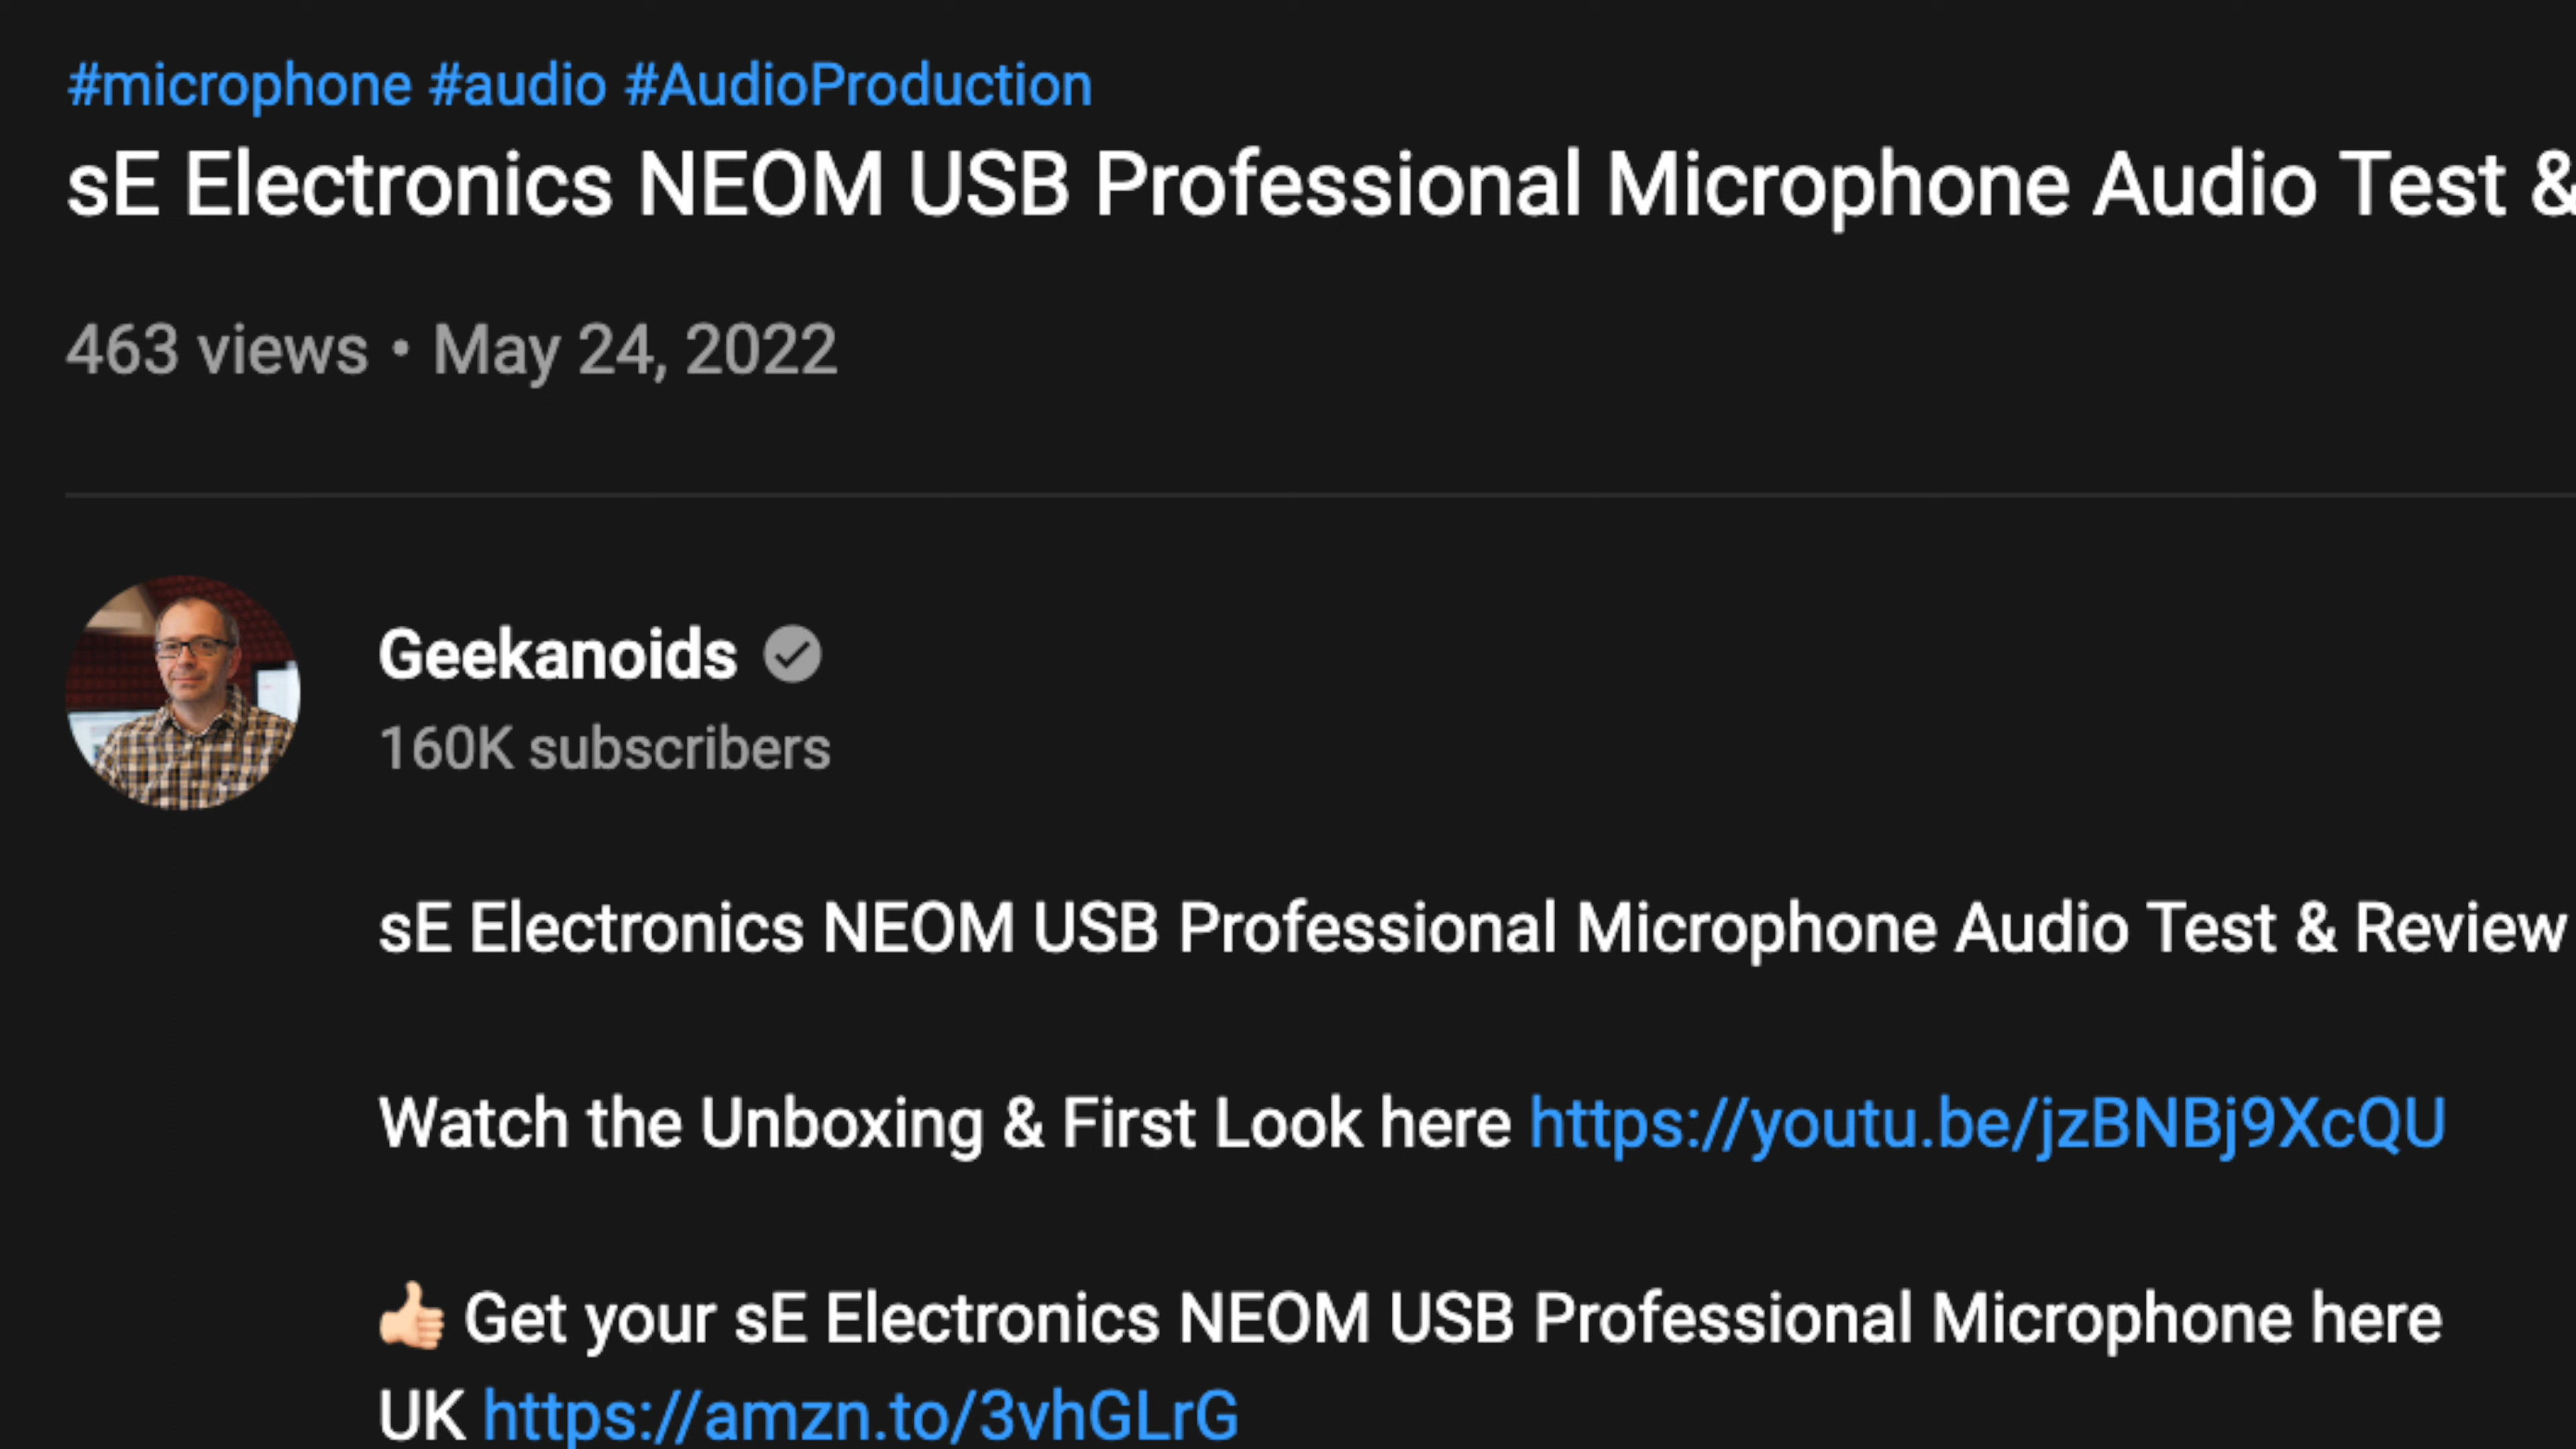 #microphone #audio #AudioProduction
sE Electronics NEOM USB Professional Microphone Audio Test &
463 views • May 24, 2022
Geekanoids
160K subscribers
sE Electronics NEOM USB Professional Microphone Audio Test & Review
Watch the Unboxing & First Look here https://youtu.be/jzBNBj9XcQU
👍🏻 Get your sE Electronics NEOM USB Professional Microphone here
UK https://amzn.to/3vhGLrG